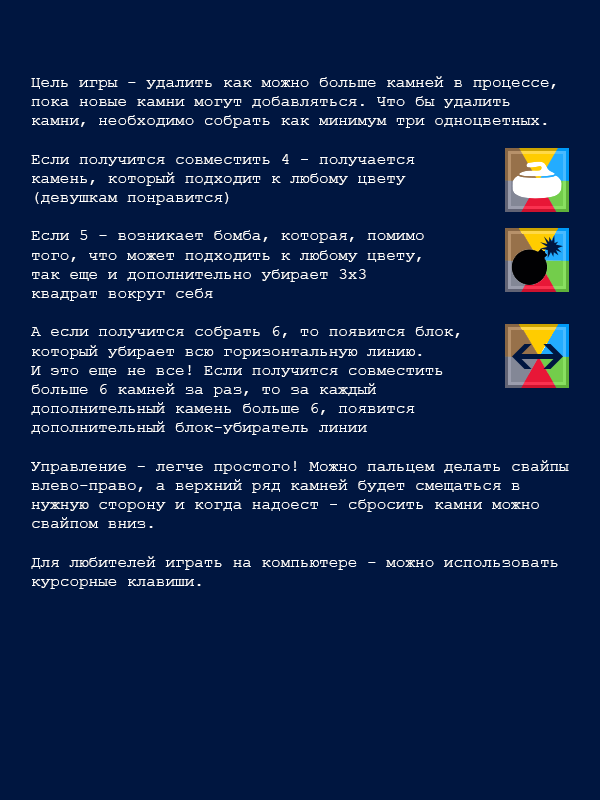 Цель игры - удалить как можно больше камней в процессе,
пока новые камни могут добавляться. Что бы удалить
камни, необходимо собрать как минимум три одноцветных.
Если получится совместить 4 - получается
камень, который подходит к любому цвету
(девушкам понравится)
Если 5 - возникает бомба, которая, помимо
того, что может подходить к любому цвету,
так еще и дополнительно убирает 3х3
квадрат вокруг себя
А если получится собрать 6, то появится блок,
который убирает всю горизонтальную линию.
И это еще не все! Если получится совместить
больше 6 камней за раз, то за каждый
дополнительный камень больше 6, появится
дополнительный блок-убиратель линии
Управление - легче простого! Можно пальцем делать свайпы
влево-право, а верхний ряд камней будет смещаться в
нужную сторону и когда надоест - сбросить камни можно
свайпом вниз.
Для любителей играть на компьютере - можно использовать
курсорные клавиши.